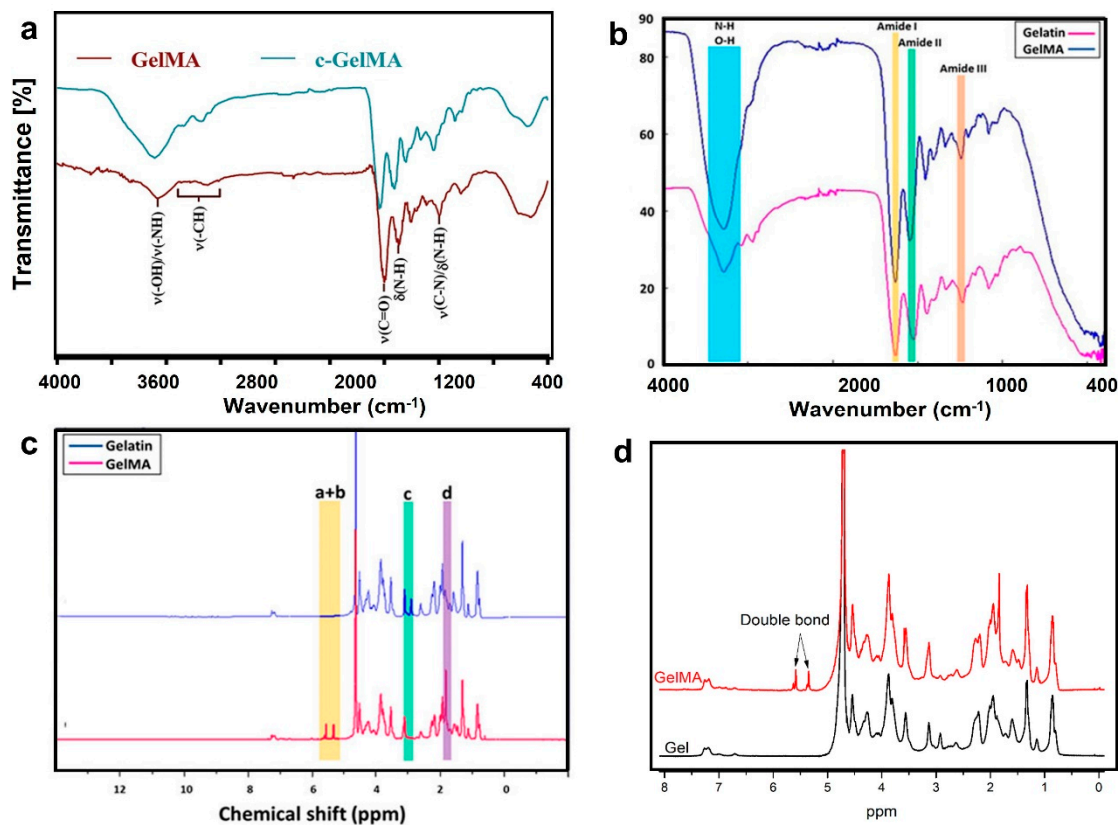 a
GelMA
c-GelMA
Transmittance [%]
ν(-OH)/ν(-NH)
ν(-CH)
ν(C=O)
δ(N-H)
ν(C-N)/δ(N-H)
4000 3600 2800 2000 1200 400
Wavenumber (cm-1)
b
N-H
O-H
Amide I
Amide II
Amide III
Gelatin
GelMA
90
80
60
40
20
0
4000 2000 1000 400
Wavenumber (cm-1)
c
Gelatin
GelMA
a+b
c
d
12 10 8 6 4 2 0
Chemical shift (ppm)
d
Double bond
GelMA
Gel
8 7 6 5 4 3 2 1 0
ppm